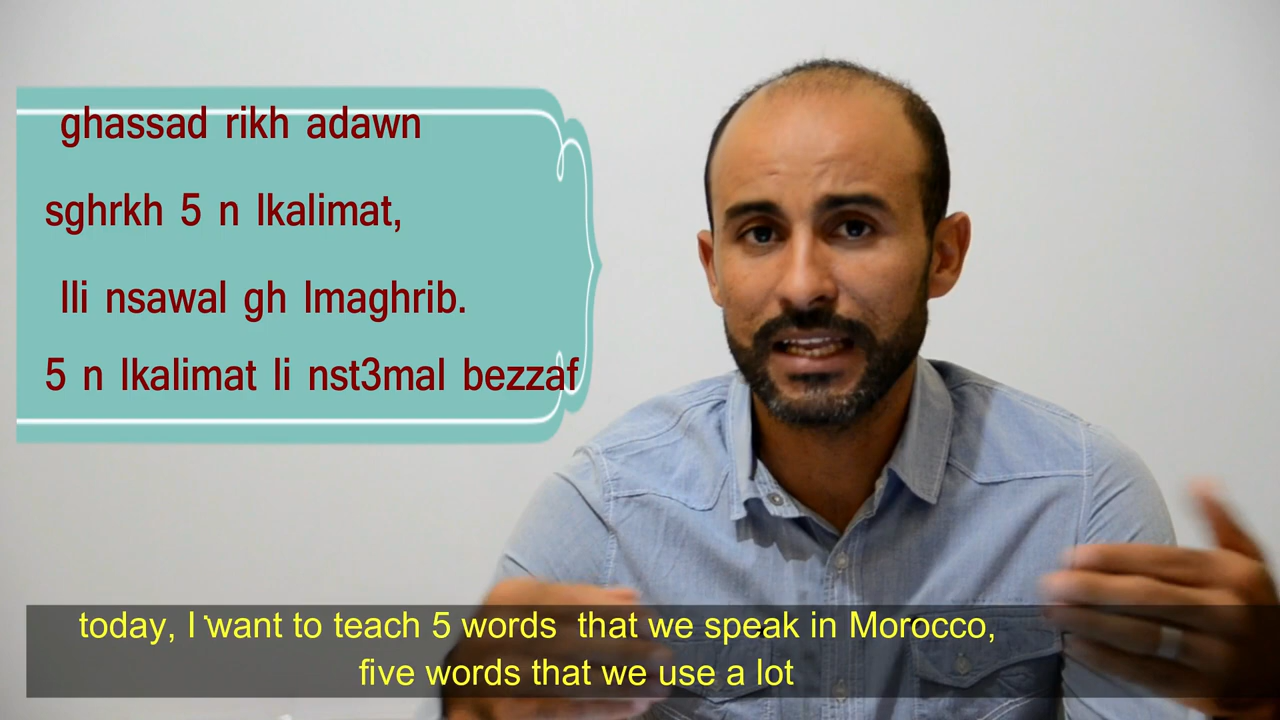 ghassad rikh adawn
sghrkh 5 n lkalimat,
lli nsawal gh lmaghrib.
5 n lkalimat li nst3mal bezzaf
today, I want to teach 5 words that we speak in Morocco,
five words that we use a lot